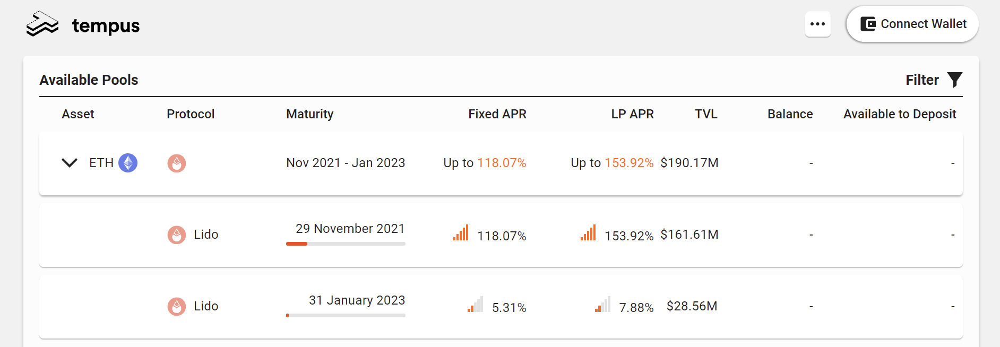 tempus
Connect Wallet
Available Pools
Filter
Asset Protocol Maturity Fixed APR LP APR TVL Balance Available to Deposit
ETH Nov 2021 - Jan 2023 Up to 118.07% Up to 153.92% $190.17M - -
Lido 29 November 2021 118.07% 153.92% $161.61M - -
Lido 31 January 2023 5.31% 7.88% $28.56M - -